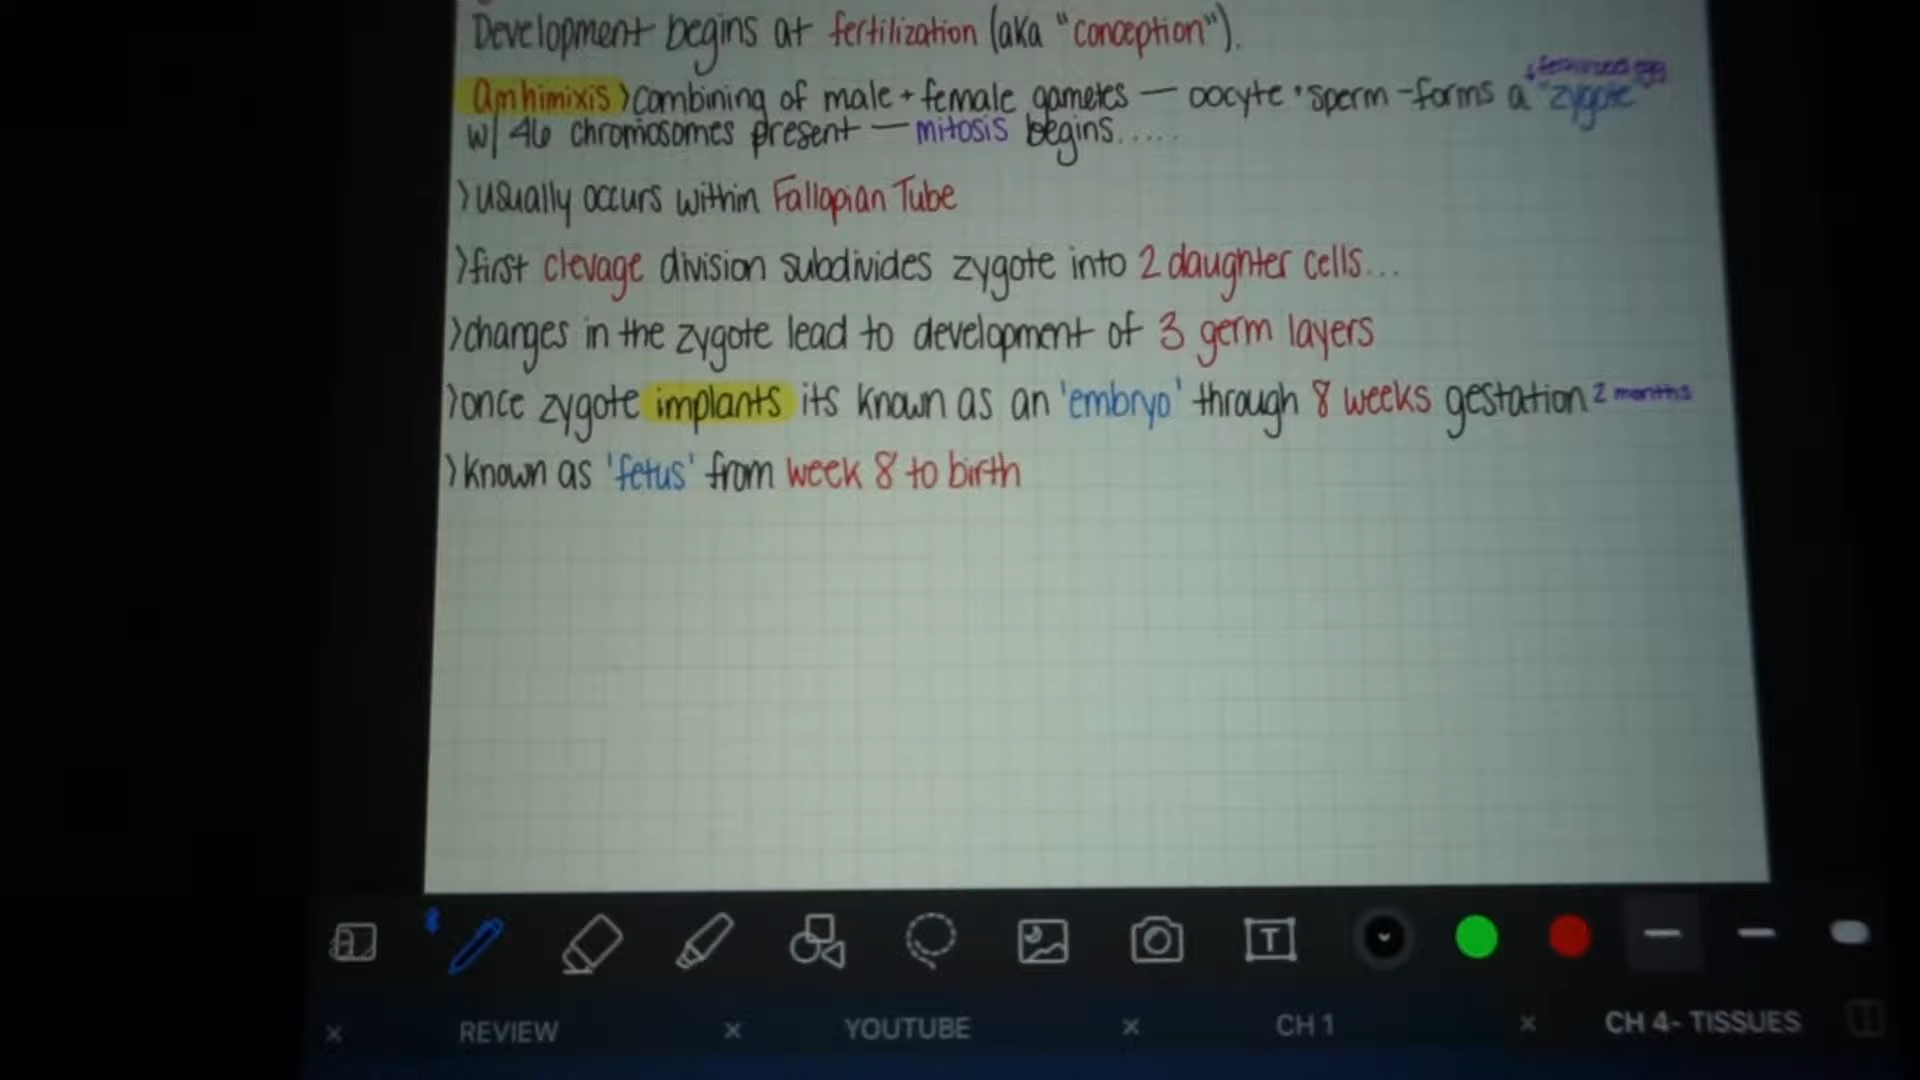 Development begins at fertilization (aka "conception").
fertilized egg
Amhimixis > combining of male + female gametes — oocyte + sperm - forms a "zygote"
w/ 46 chromosomes present — mitosis begins.....
> usually occurs within Fallopian Tube
> first clevage division subdivides zygote into 2 daughter cells...
> changes in the zygote lead to development of 3 germ layers
> once zygote implants its known as an 'embryo' through 8 weeks gestation 2 months
> known as 'fetus' from week 8 to birth
T
× REVIEW × YOUTUBE × CH 1 × CH 4- TISSUES